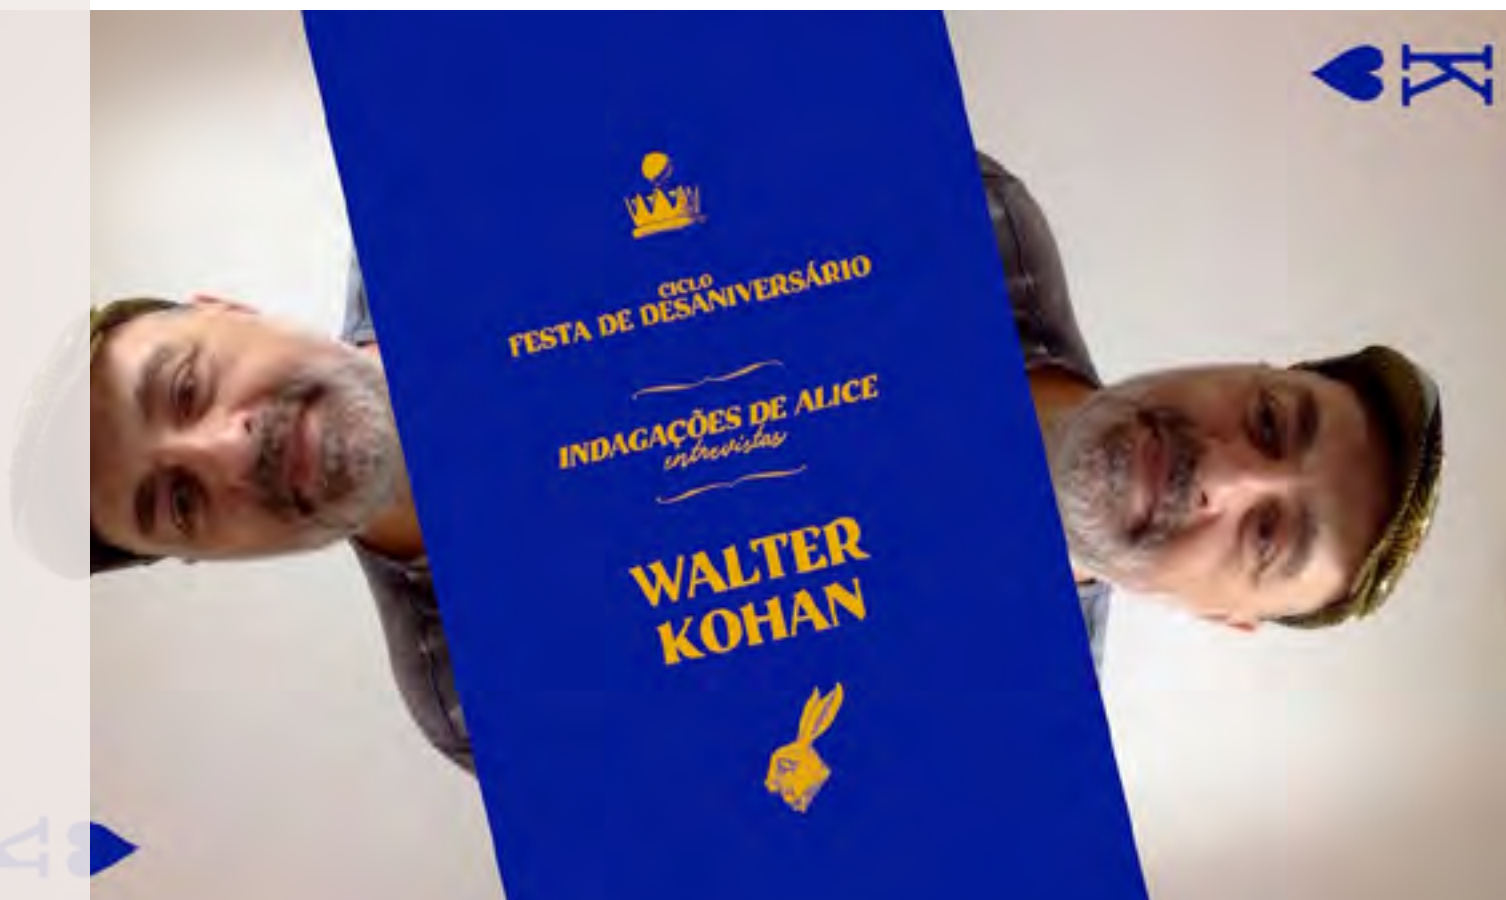 K
CICLO
FESTA DE DESANIVERSÁRIO
INDAGAÇÕES DE ALICE
entrevistas
WALTER
KOHAN
K